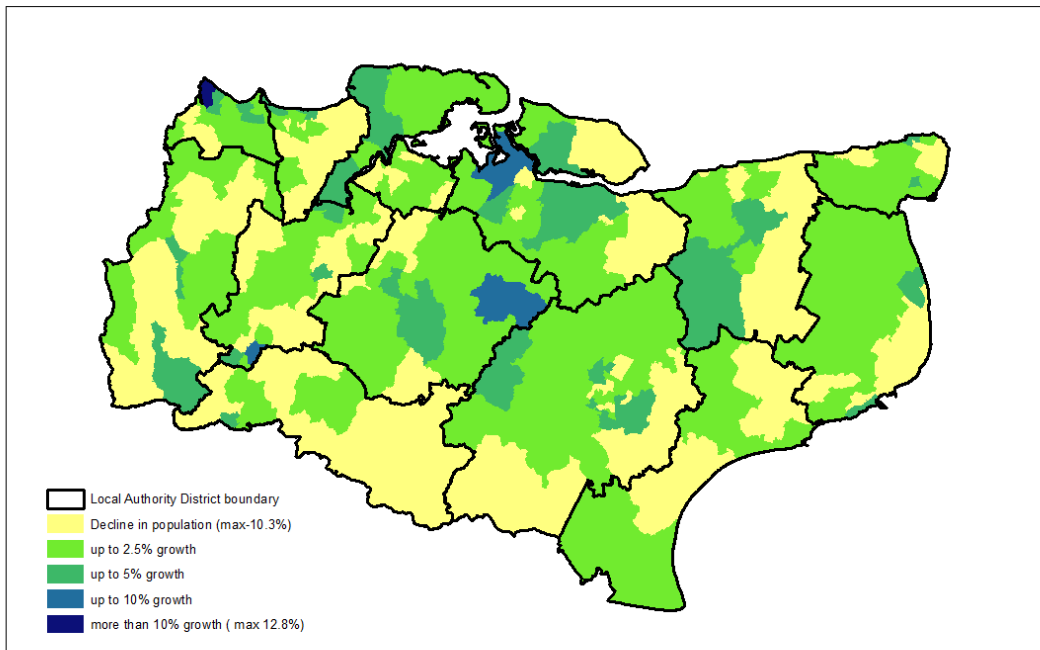 Local Authority District boundary
Decline in population (max-10.3%)
up to 2.5% growth
up to 5% growth
up to 10% growth
more than 10% growth ( max 12.8%)